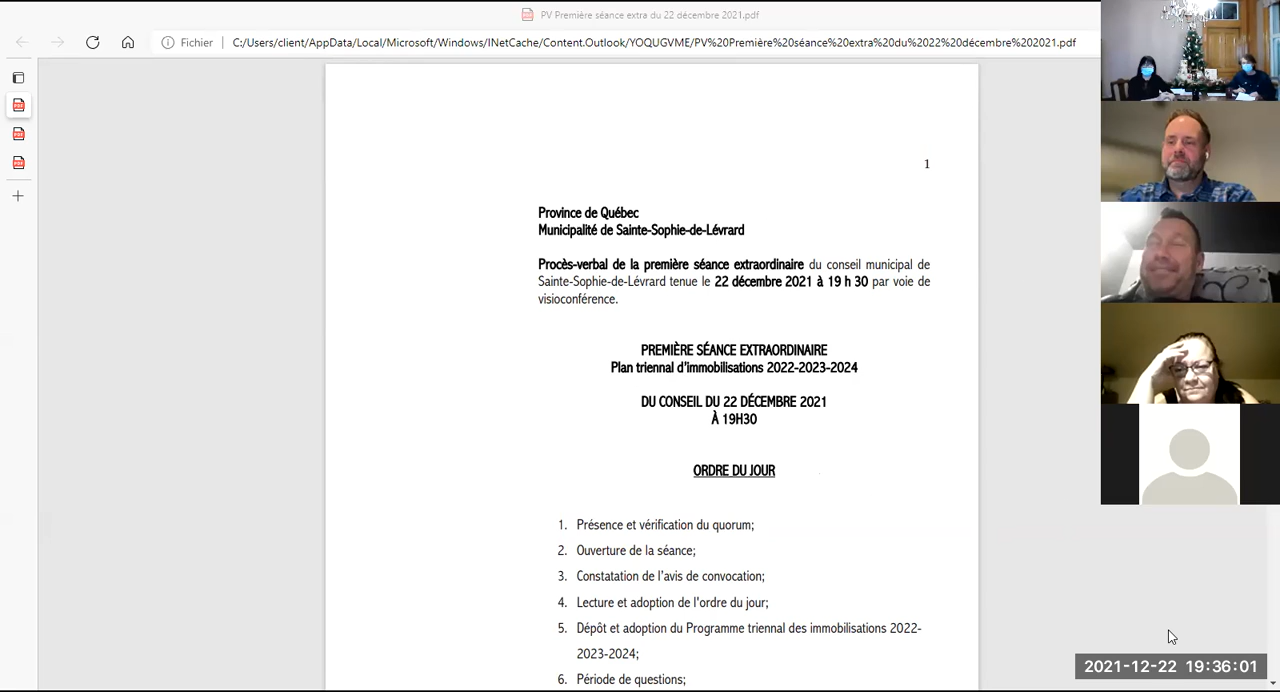 PV Première séance extra du 22 décembre 2021.pdf
Fichier | C:/Users/client/AppData/Local/Microsoft/Windows/INetCache/Content.Outlook/YOQUGVME/PV%20Première%20séance%20extra%20du%2022%20décembre%202021.pdf
1
Province de Québec
Municipalité de Sainte-Sophie-de-Lévrard
Procès-verbal de la première séance extraordinaire du conseil municipal de
Sainte-Sophie-de-Lévrard tenue le 22 décembre 2021 à 19 h 30 par voie de
visioconférence.
PREMIÈRE SÉANCE EXTRAORDINAIRE
Plan triennal d'immobilisations 2022-2023-2024
DU CONSEIL DU 22 DÉCEMBRE 2021
À 19H30
ORDRE DU JOUR
1. Présence et vérification du quorum;
2. Ouverture de la séance;
3. Constatation de l'avis de convocation;
4. Lecture et adoption de l'ordre du jour;
5. Dépôt et adoption du Programme triennal des immobilisations 2022-
2023-2024;
6. Période de questions;
2021-12-22 19:36:01